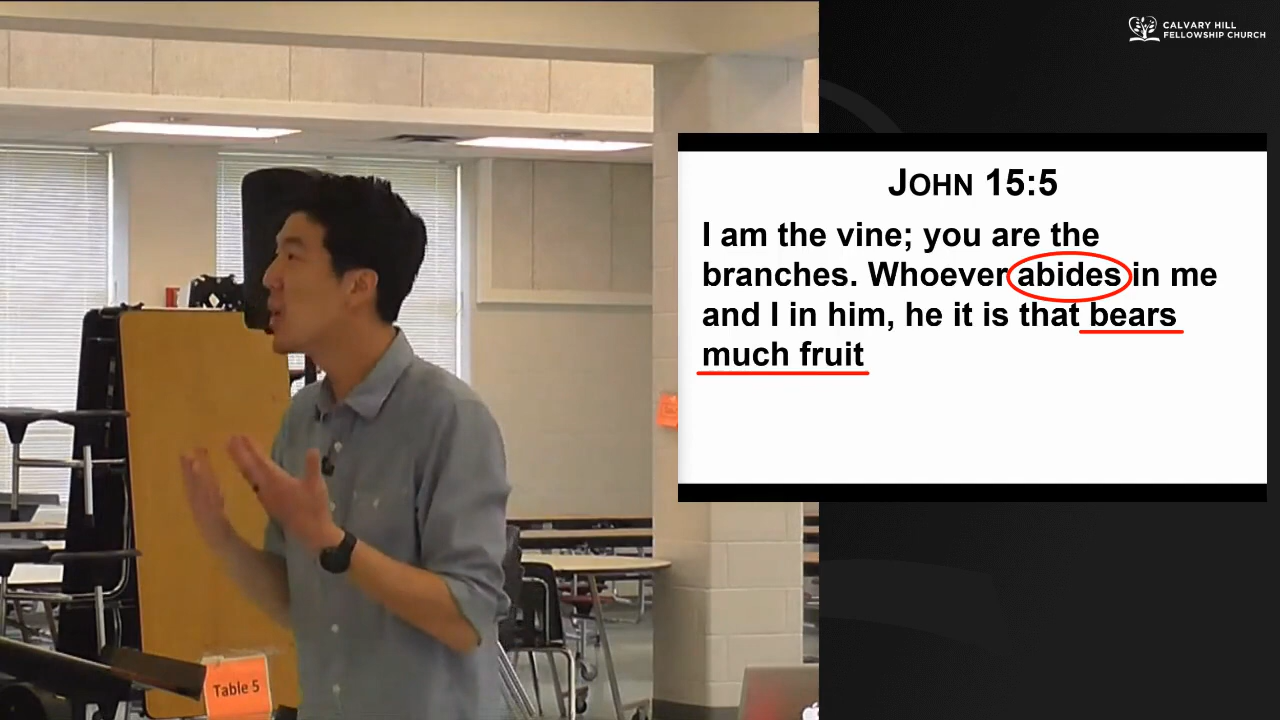 CALVARY HILL
FELLOWSHIP CHURCH
JOHN 15:5
I am the vine; you are the
branches. Whoever abides in me
and I in him, he it is that bears
much fruit
Table 5